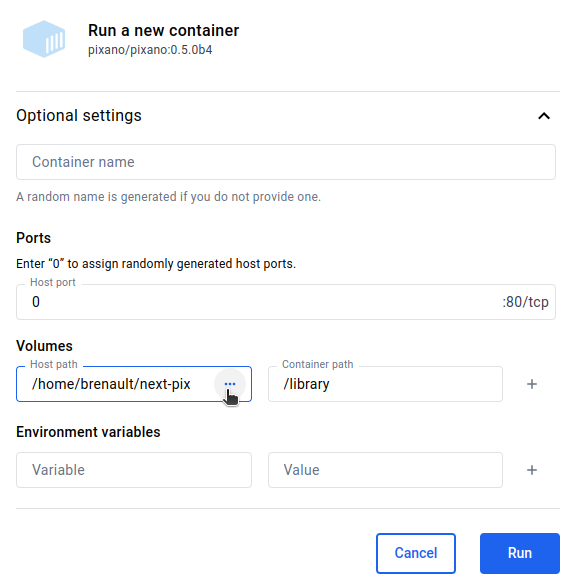 Run a new container
pixano/pixano:0.5.0b4
Optional settings
Container name
A random name is generated if you do not provide one.
Ports
Enter “0” to assign randomly generated host ports.
Host port
0 :80/tcp
Volumes
Host path Container path
/home/brenault/next-pix ··· /library +
Environment variables
Variable Value +
Cancel Run